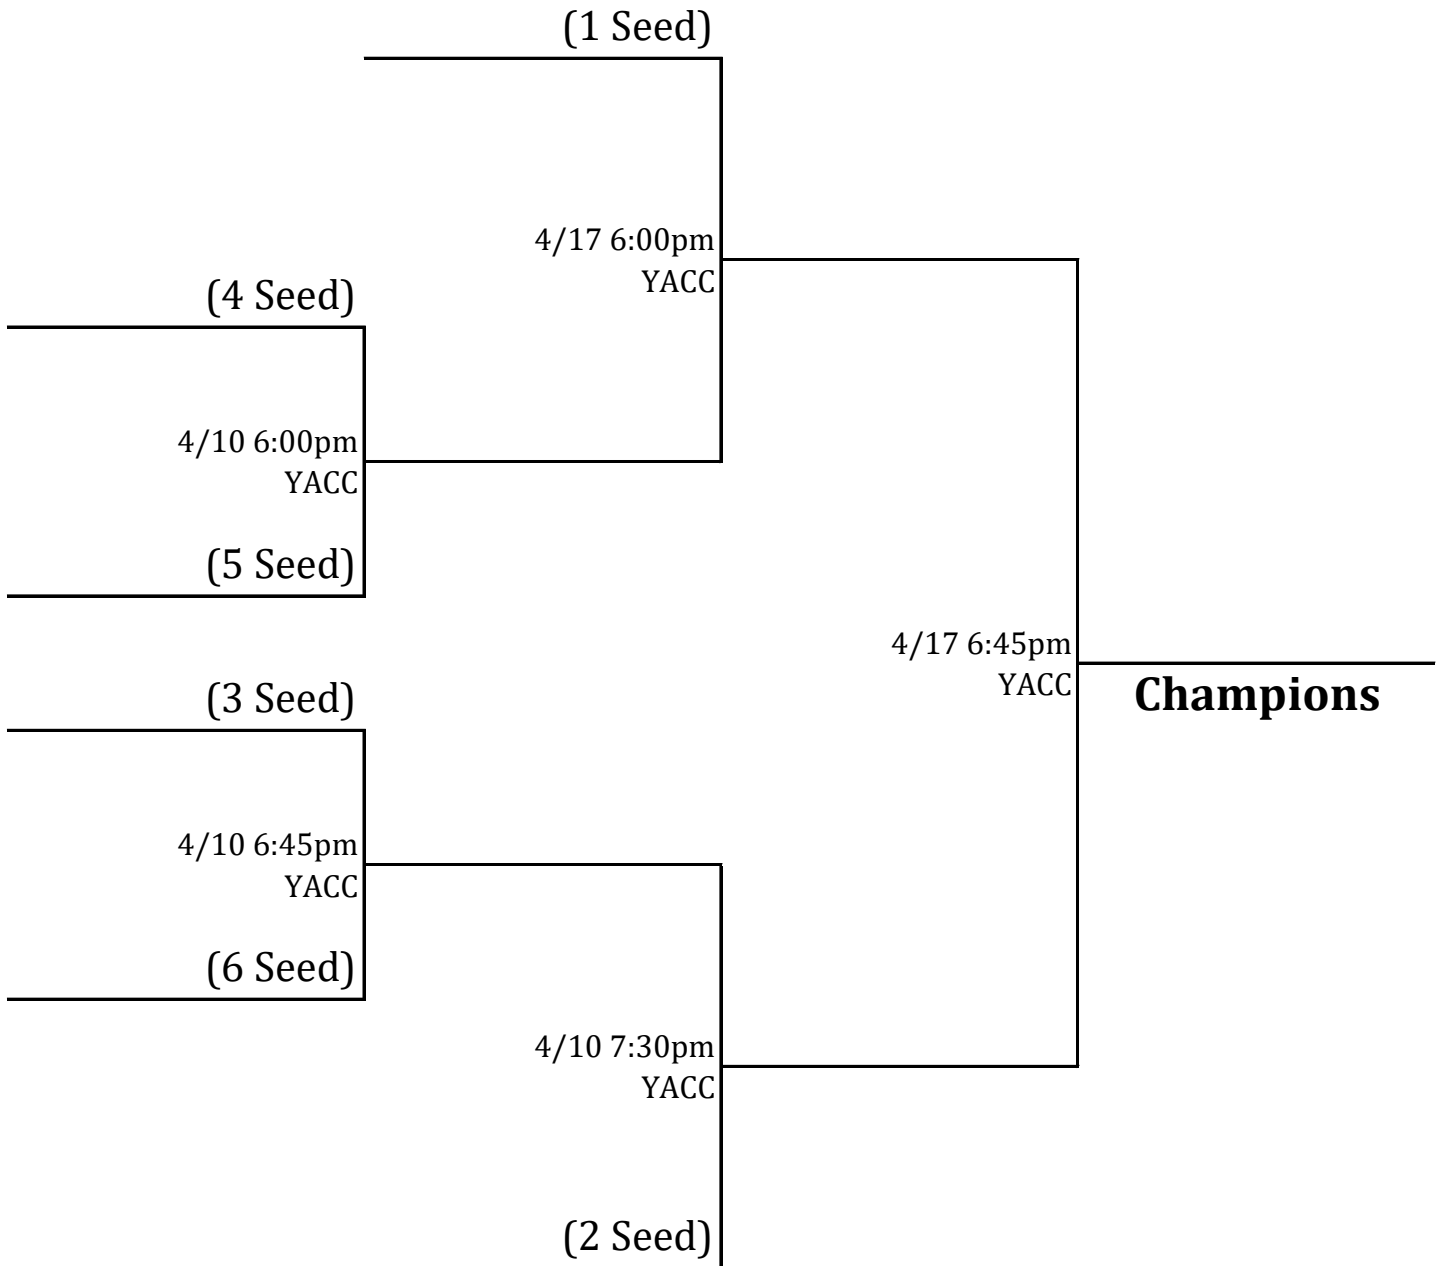 (1 Seed)
4/17 6:00pm
YACC
(4 Seed)
4/10 6:00pm
YACC
(5 Seed)
4/17 6:45pm
YACC
Champions
(3 Seed)
4/10 6:45pm
YACC
(6 Seed)
4/10 7:30pm
YACC
(2 Seed)